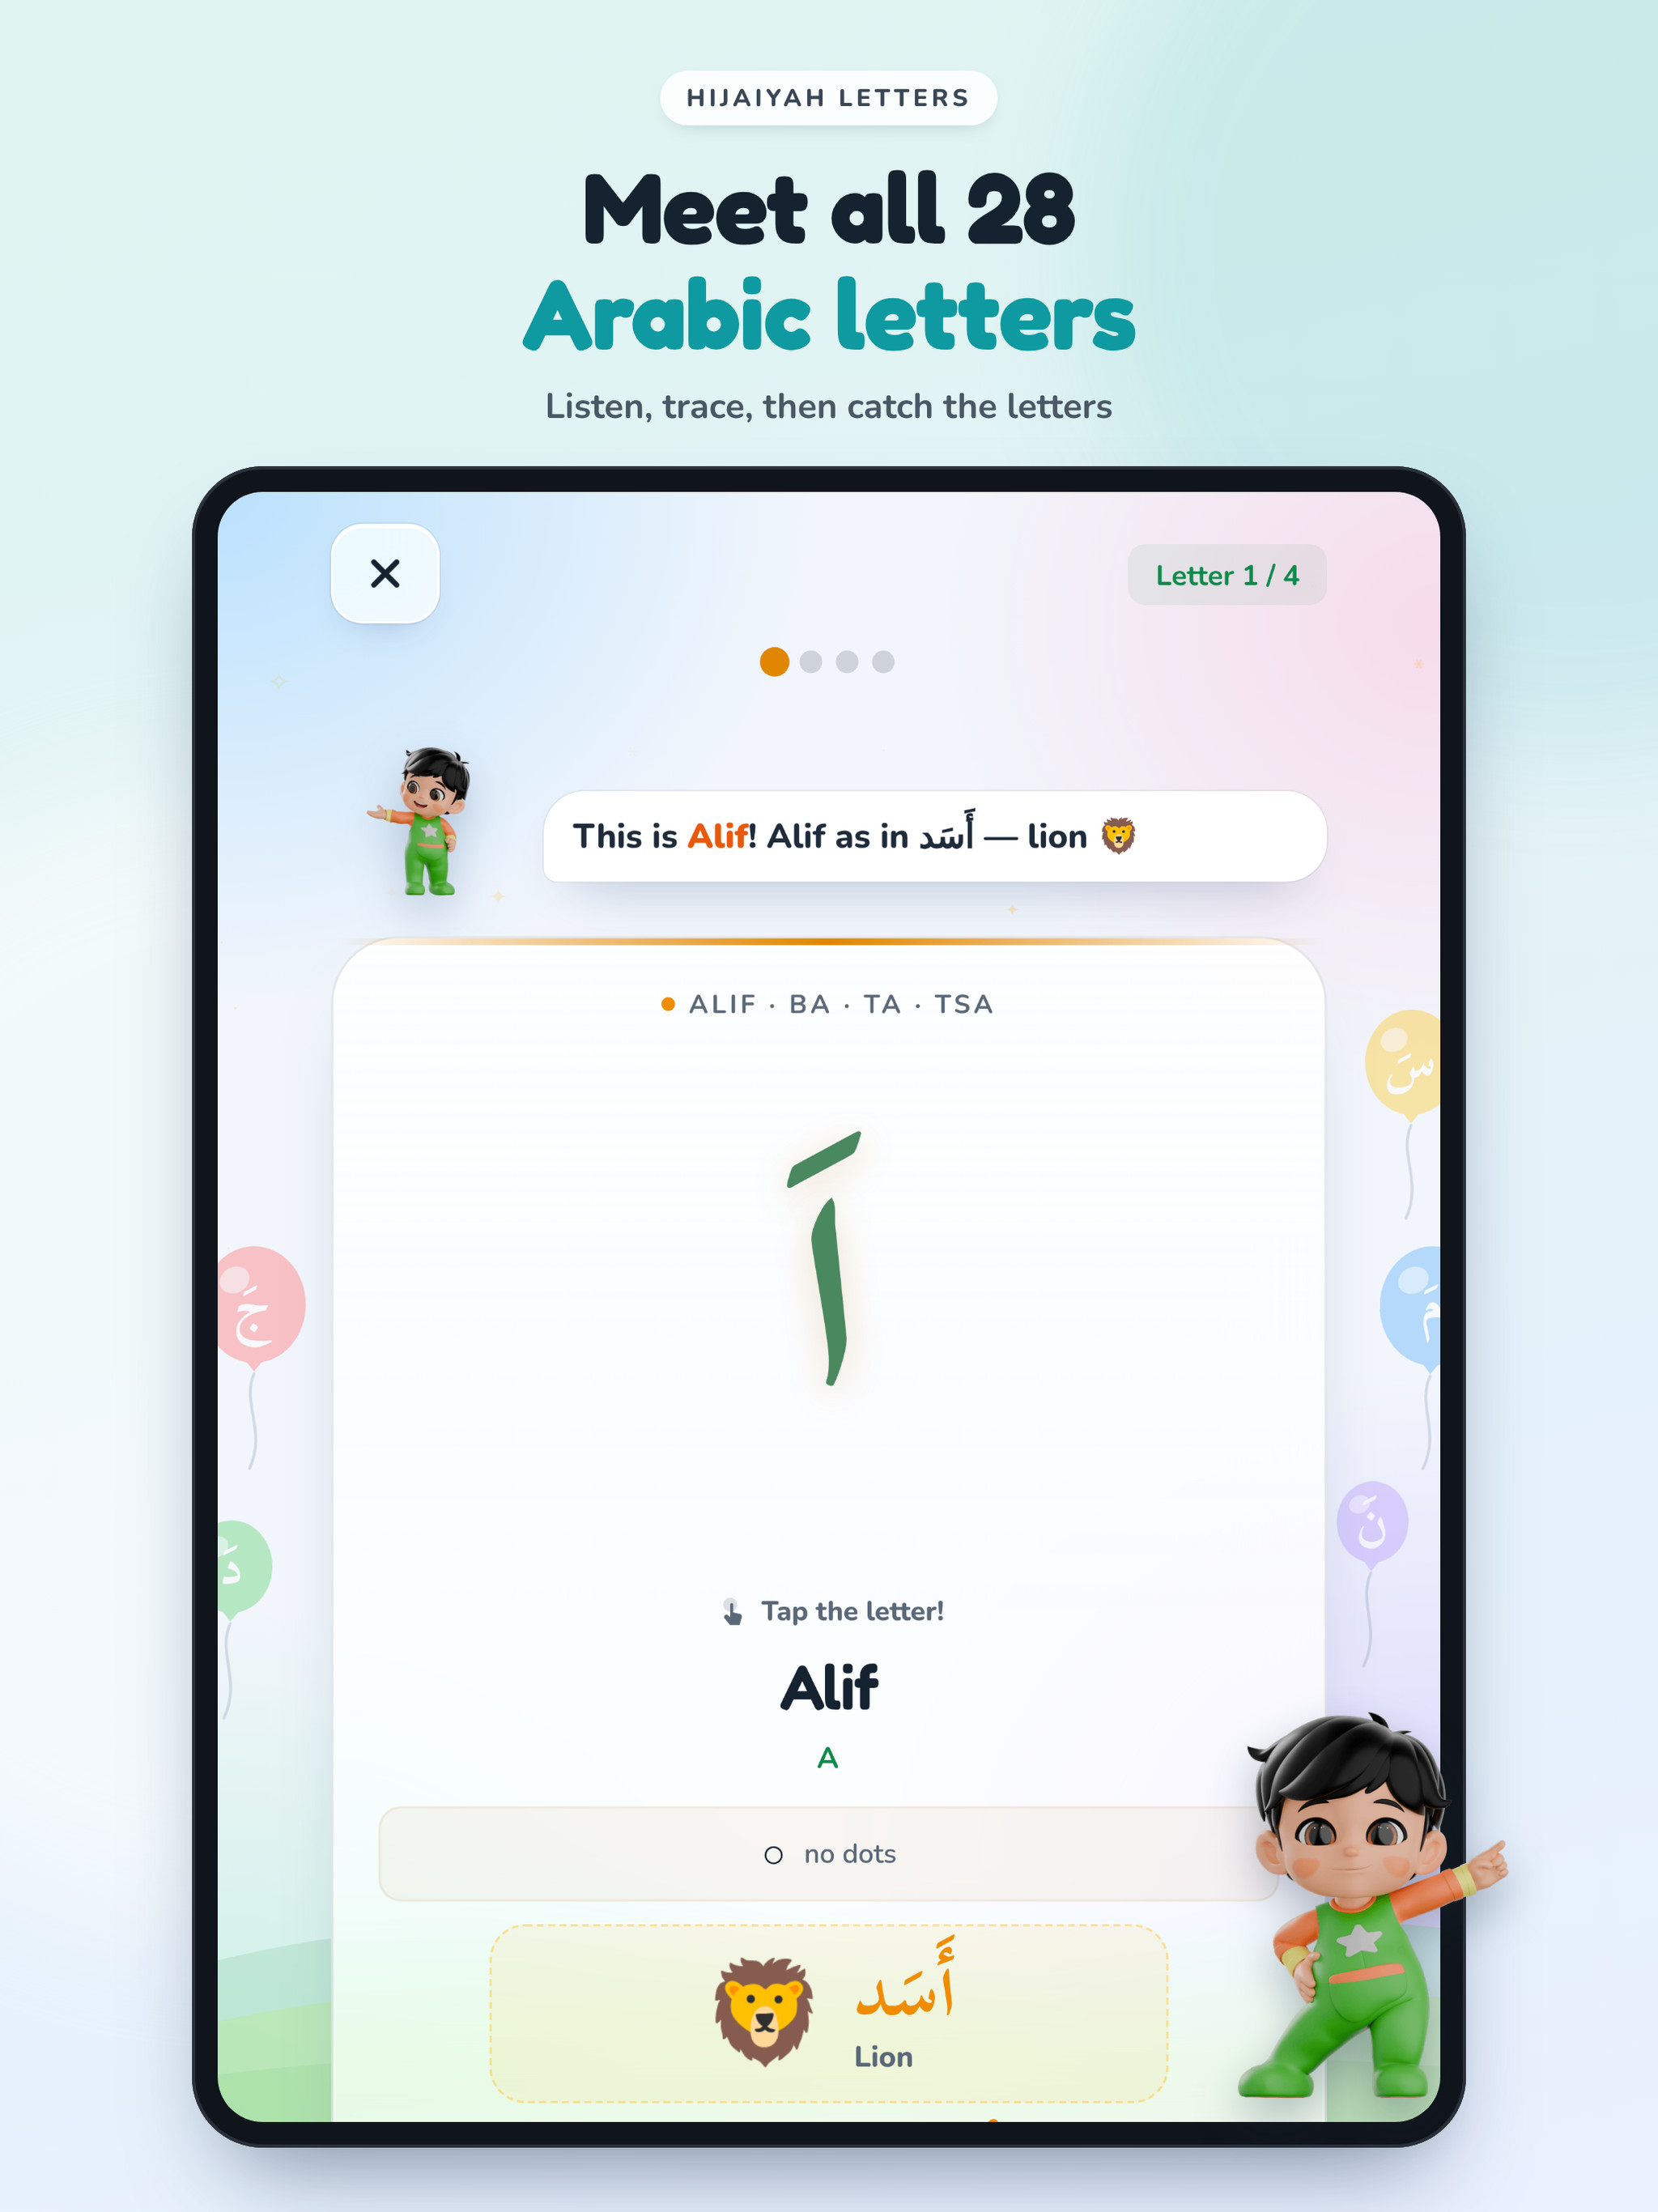 HIJAIYAH LETTERS
Meet all 28
Arabic letters
Listen, trace, then catch the letters
Letter 1 / 4
This is Alif! Alif as in أَسَد — lion 🦁
ALIF · BA · TA · TSA
اَ
سَ
جَ
مَ
نَ
دَ
Tap the letter!
Alif
A
no dots
أَسَد
Lion